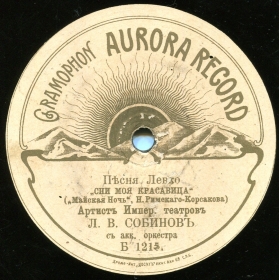 GRAMOPHON AURORA RECORD
Пѣсня Левко
„СПИ МОЯ КРАСАВИЦА"
(„Майская Ночь", Н. Римскаго-Корсакова)
Артистъ Импер. театровъ
Л. В. СОБИНОВЪ
съ акк. оркестра
Б 1215.